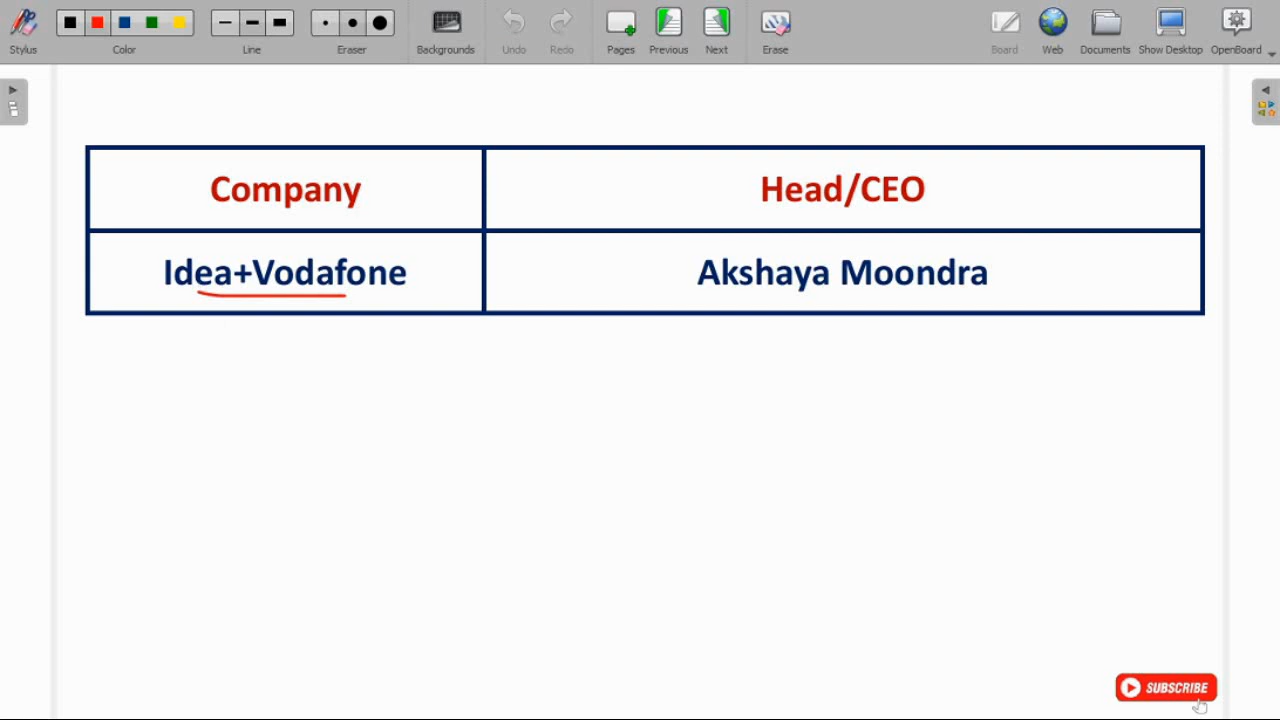 Stylus Color Line Eraser Backgrounds Undo Redo Pages Previous Next Erase Board Web Documents Show Desktop OpenBoard
Company Head/CEO
Idea+Vodafone Akshaya Moondra
SUBSCRIBE